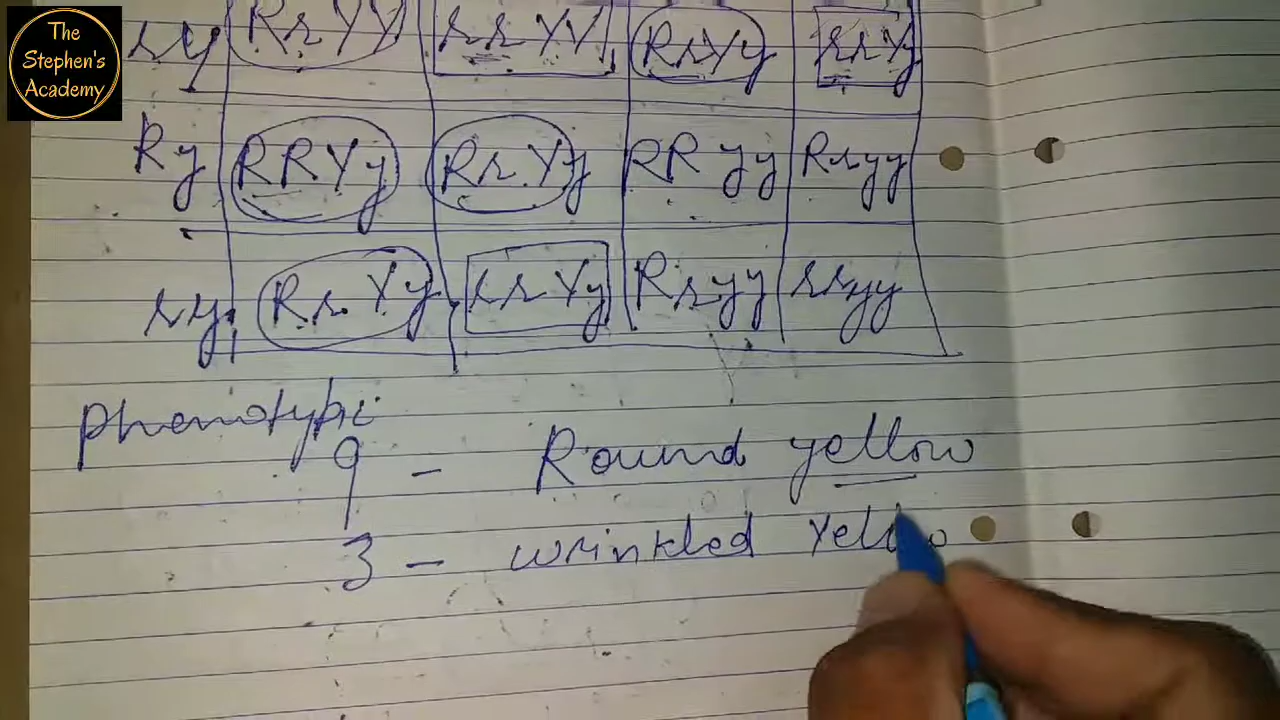 The
Stephen's
Academy
ry RrYY rrYY RrYy rrYy
Ry RRYy RrYy RRyy Rryy
ry RrYy rrYy Rryy rryy
Phenotypic
9 - Round yellow
3 - wrinkled Yellow